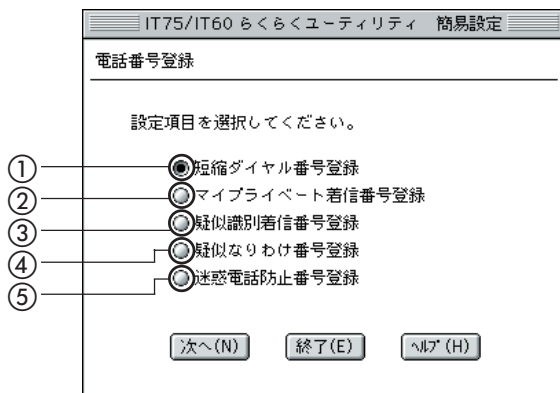 IT75/IT60 らくらくユーティリティ 簡易設定
電話番号登録
設定項目を選択してください。
① 短縮ダイヤル番号登録
② マイプライベート着信番号登録
③ 疑似識別着信番号登録
④ 疑似なりわけ番号登録
⑤ 迷惑電話防止番号登録
次へ(N) 終了(E) ヘルプ(H)